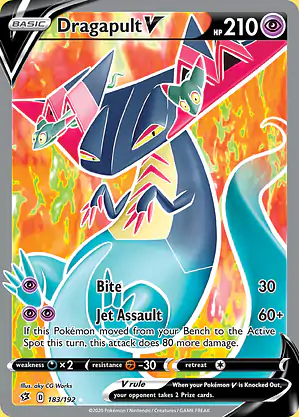 BASIC
Dragapult V
HP 210
Bite 30
Jet Assault 60+
If this Pokémon moved from your Bench to the Active
Spot this turn, this attack does 80 more damage.
weakness ×2 resistance -30 retreat
Illus. aky CG Works
V rule
When your Pokémon V is Knocked Out,
your opponent takes 2 Prize cards.
183/192
©2020 Pokémon / Nintendo / Creatures / GAME FREAK